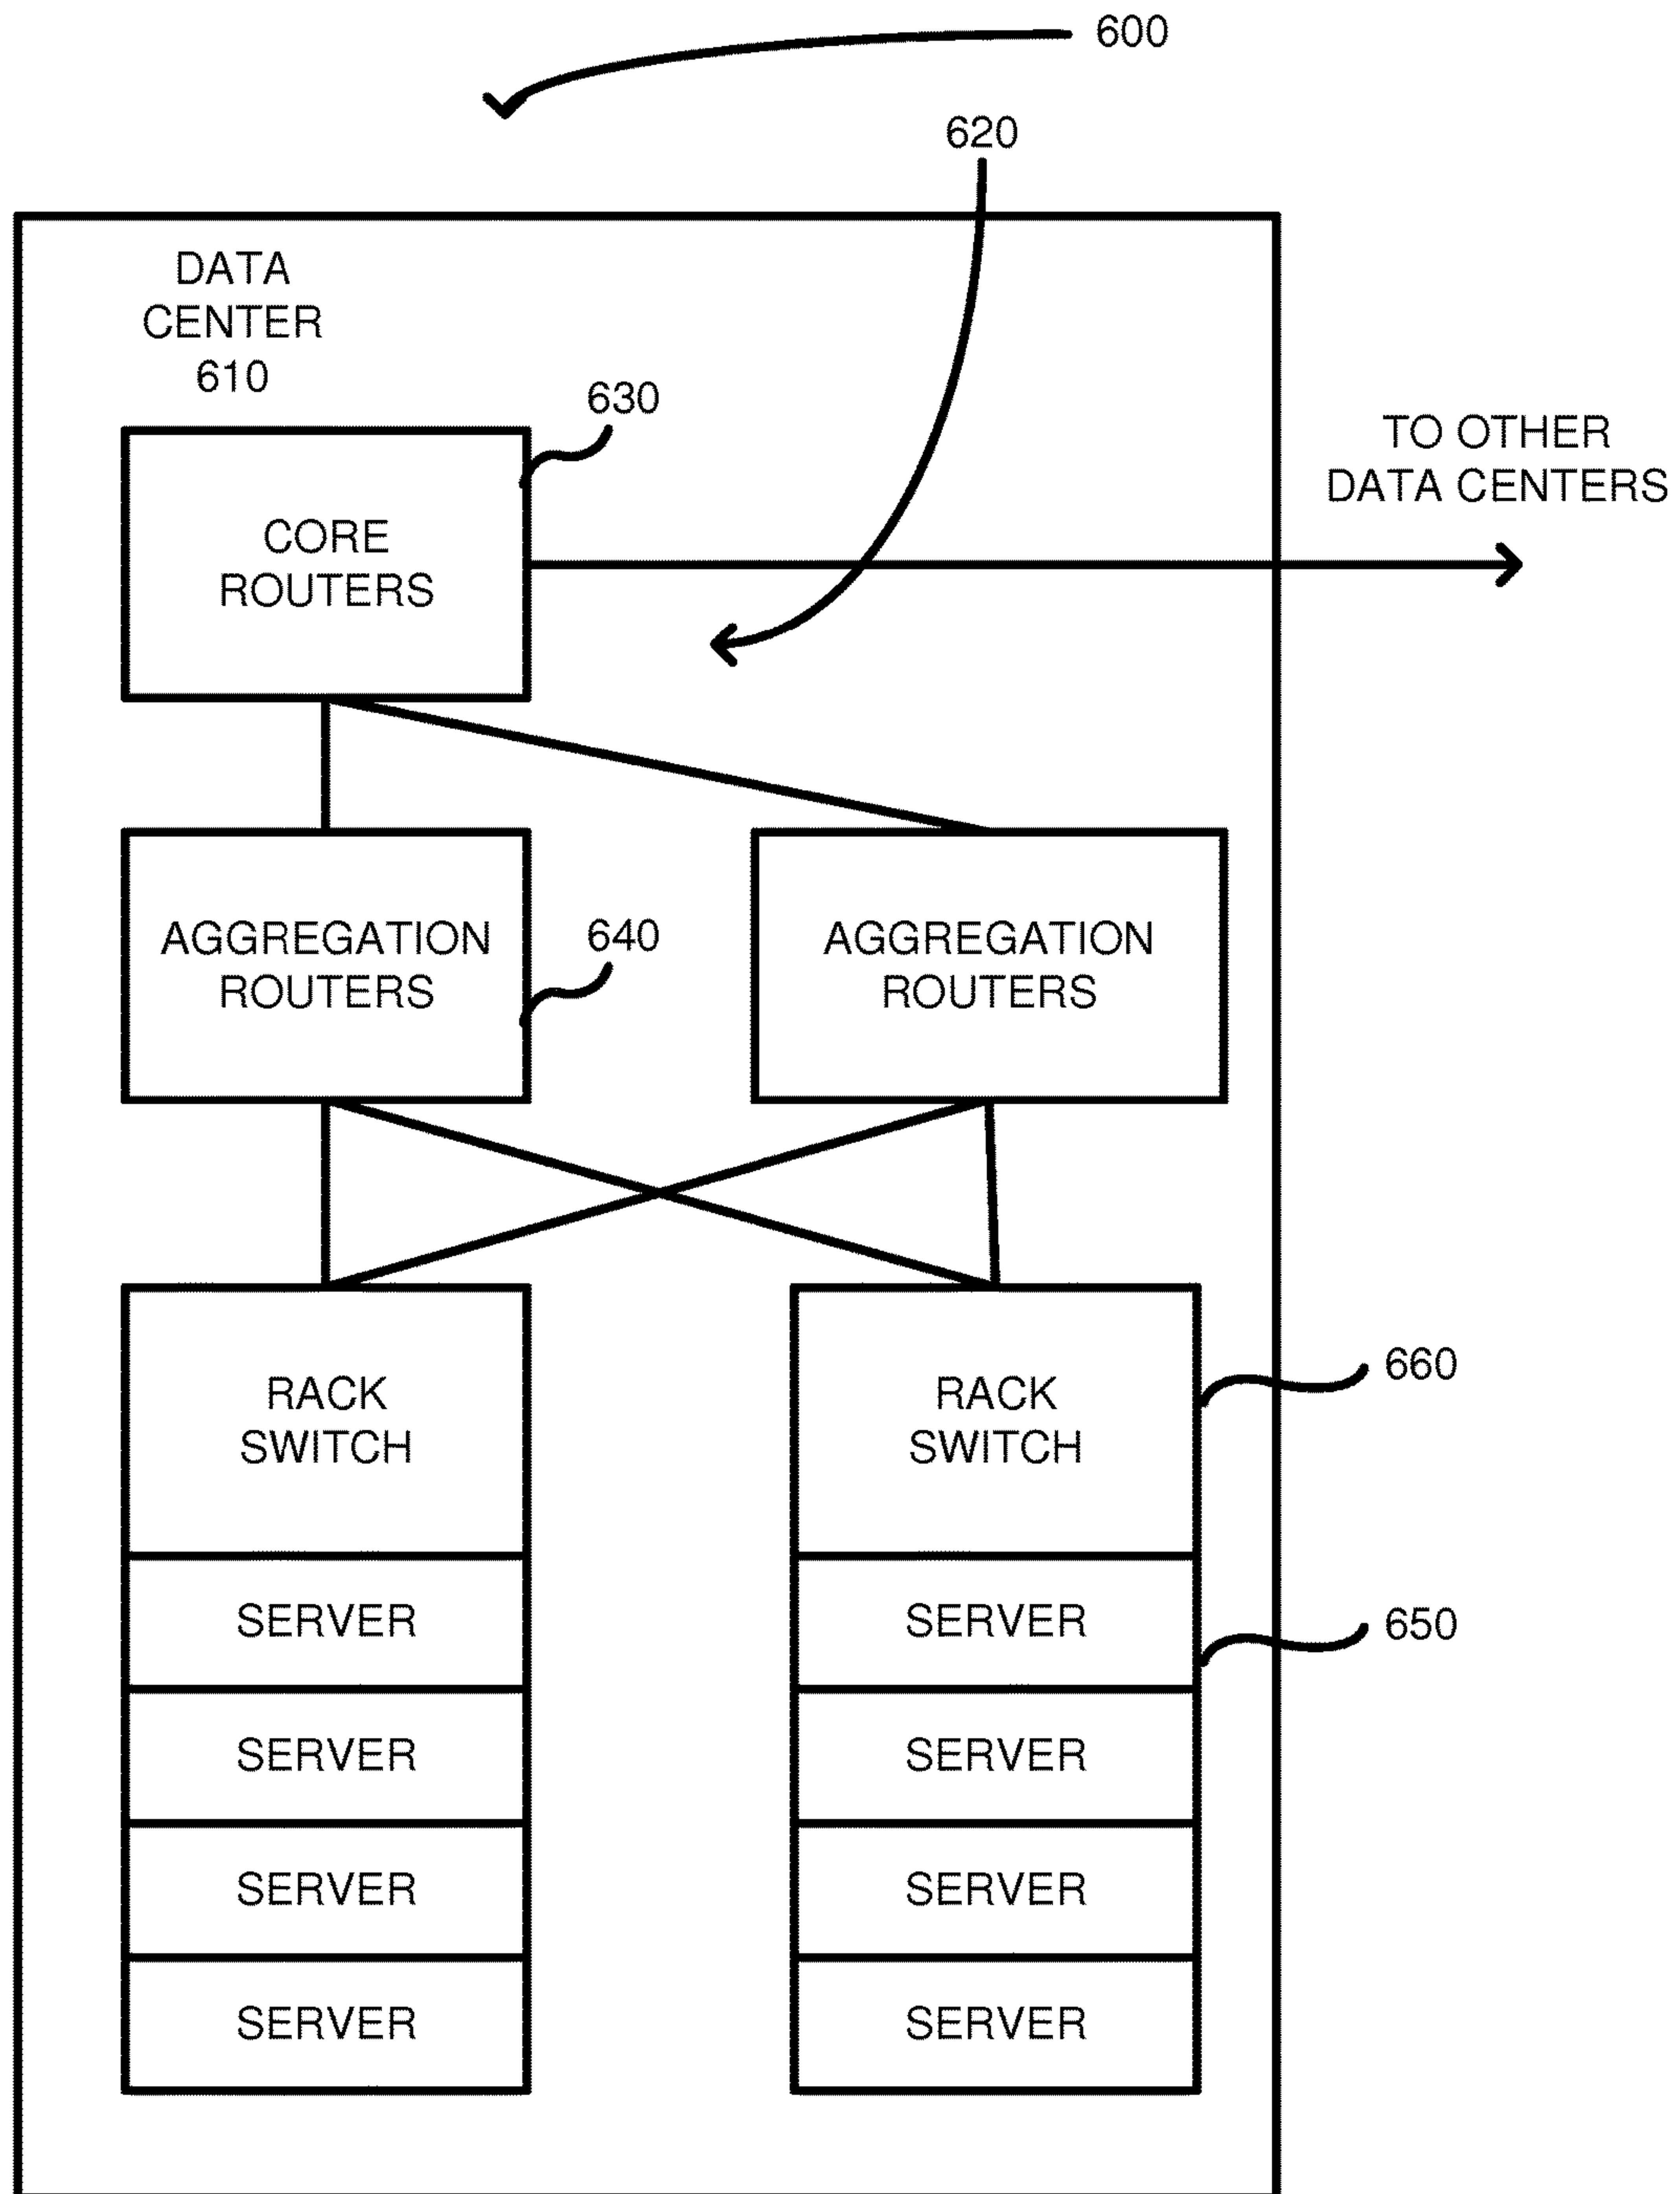 600
620
DATA
CENTER
610
630
TO OTHER
DATA CENTERS
CORE
ROUTERS
AGGREGATION
ROUTERS
640
AGGREGATION
ROUTERS
RACK
SWITCH
RACK
SWITCH
660
SERVER
SERVER
650
SERVER
SERVER
SERVER
SERVER
SERVER
SERVER